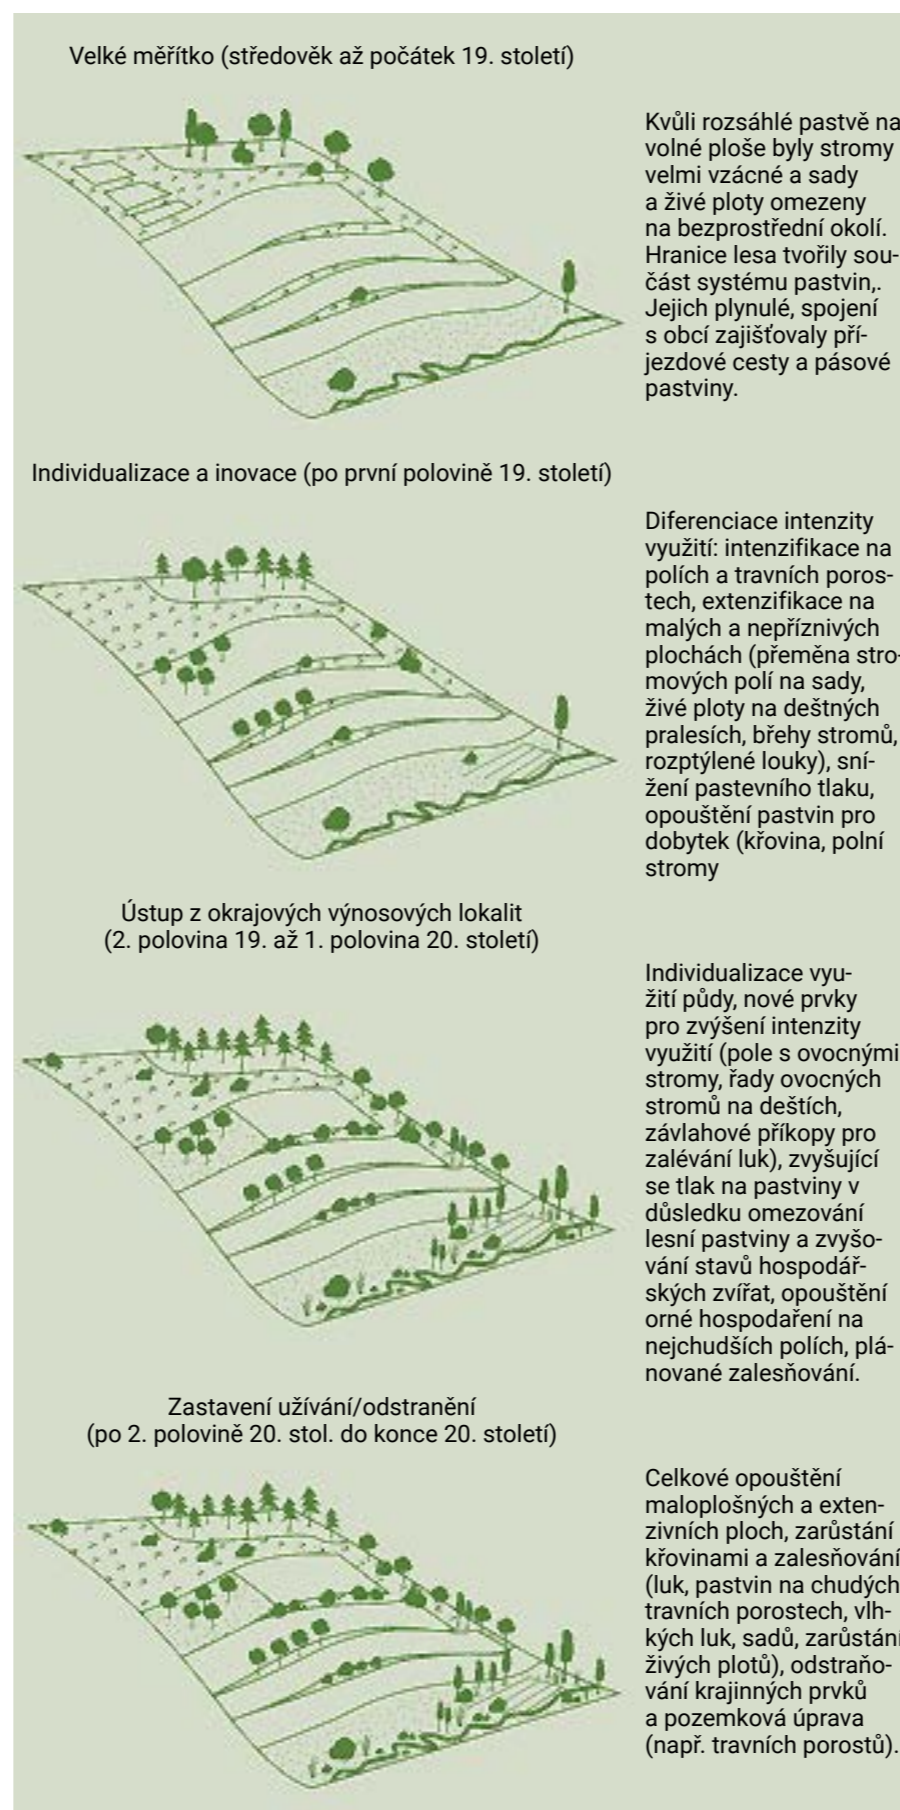 Velké měřítko (středověk až počátek 19. století)
Kvůli rozsáhlé pastvě na
volné ploše byly stromy
velmi vzácné a sady
a živé ploty omezeny
na bezprostřední okolí.
Hranice lesa tvořily sou-
část systému pastvin,.
Jejich plynulé, spojení
s obcí zajišťovaly pří-
jezdové cesty a pásové
pastviny.
Individualizace a inovace (po první polovině 19. století)
Diferenciace intenzity
využití: intenzifikace na
polích a travních poros-
tech, extenzifikace na
malých a nepříznivých
plochách (přeměna stro-
mových polí na sady,
živé ploty na deštných
pralesích, břehy stromů,
rozptýlené louky), sní-
žení pastevního tlaku,
opouštění pastvin pro
dobytek (křovina, polní
stromy
Ústup z okrajových výnosových lokalit
(2. polovina 19. až 1. polovina 20. století)
Individualizace vyu-
žití půdy, nové prvky
pro zvýšení intenzity
využití (pole s ovocnými
stromy, řady ovocných
stromů na deštích,
závlahové příkopy pro
zalévání luk), zvyšující
se tlak na pastviny v
důsledku omezování
lesní pastviny a zvyšo-
vání stavů hospodář-
ských zvířat, opouštění
orné hospodaření na
nejchudších polích, plá-
nované zalesňování.
Zastavení užívání/odstranění
(po 2. polovině 20. stol. do konce 20. století)
Celkové opouštění
maloplošných a exten-
zivních ploch, zarůstání
křovinami a zalesňování
(luk, pastvin na chudých
travních porostech, vlh-
kých luk, sadů, zarůstání
živých plotů), odstraňo-
vání krajinných prvků
a pozemková úprava
(např. travních porostů).